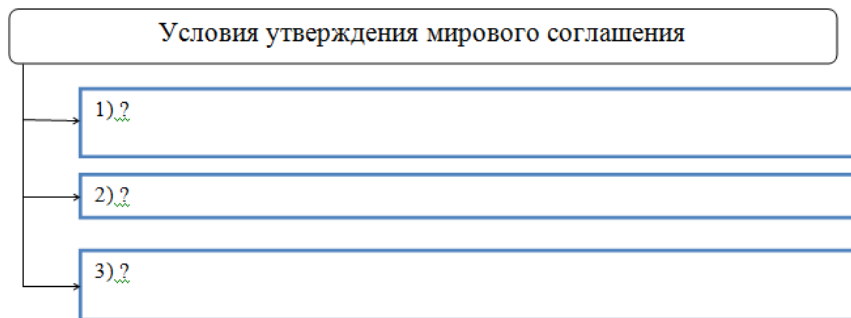 Условия утверждения мирового соглашения
1) ?
2) ?
3) ?